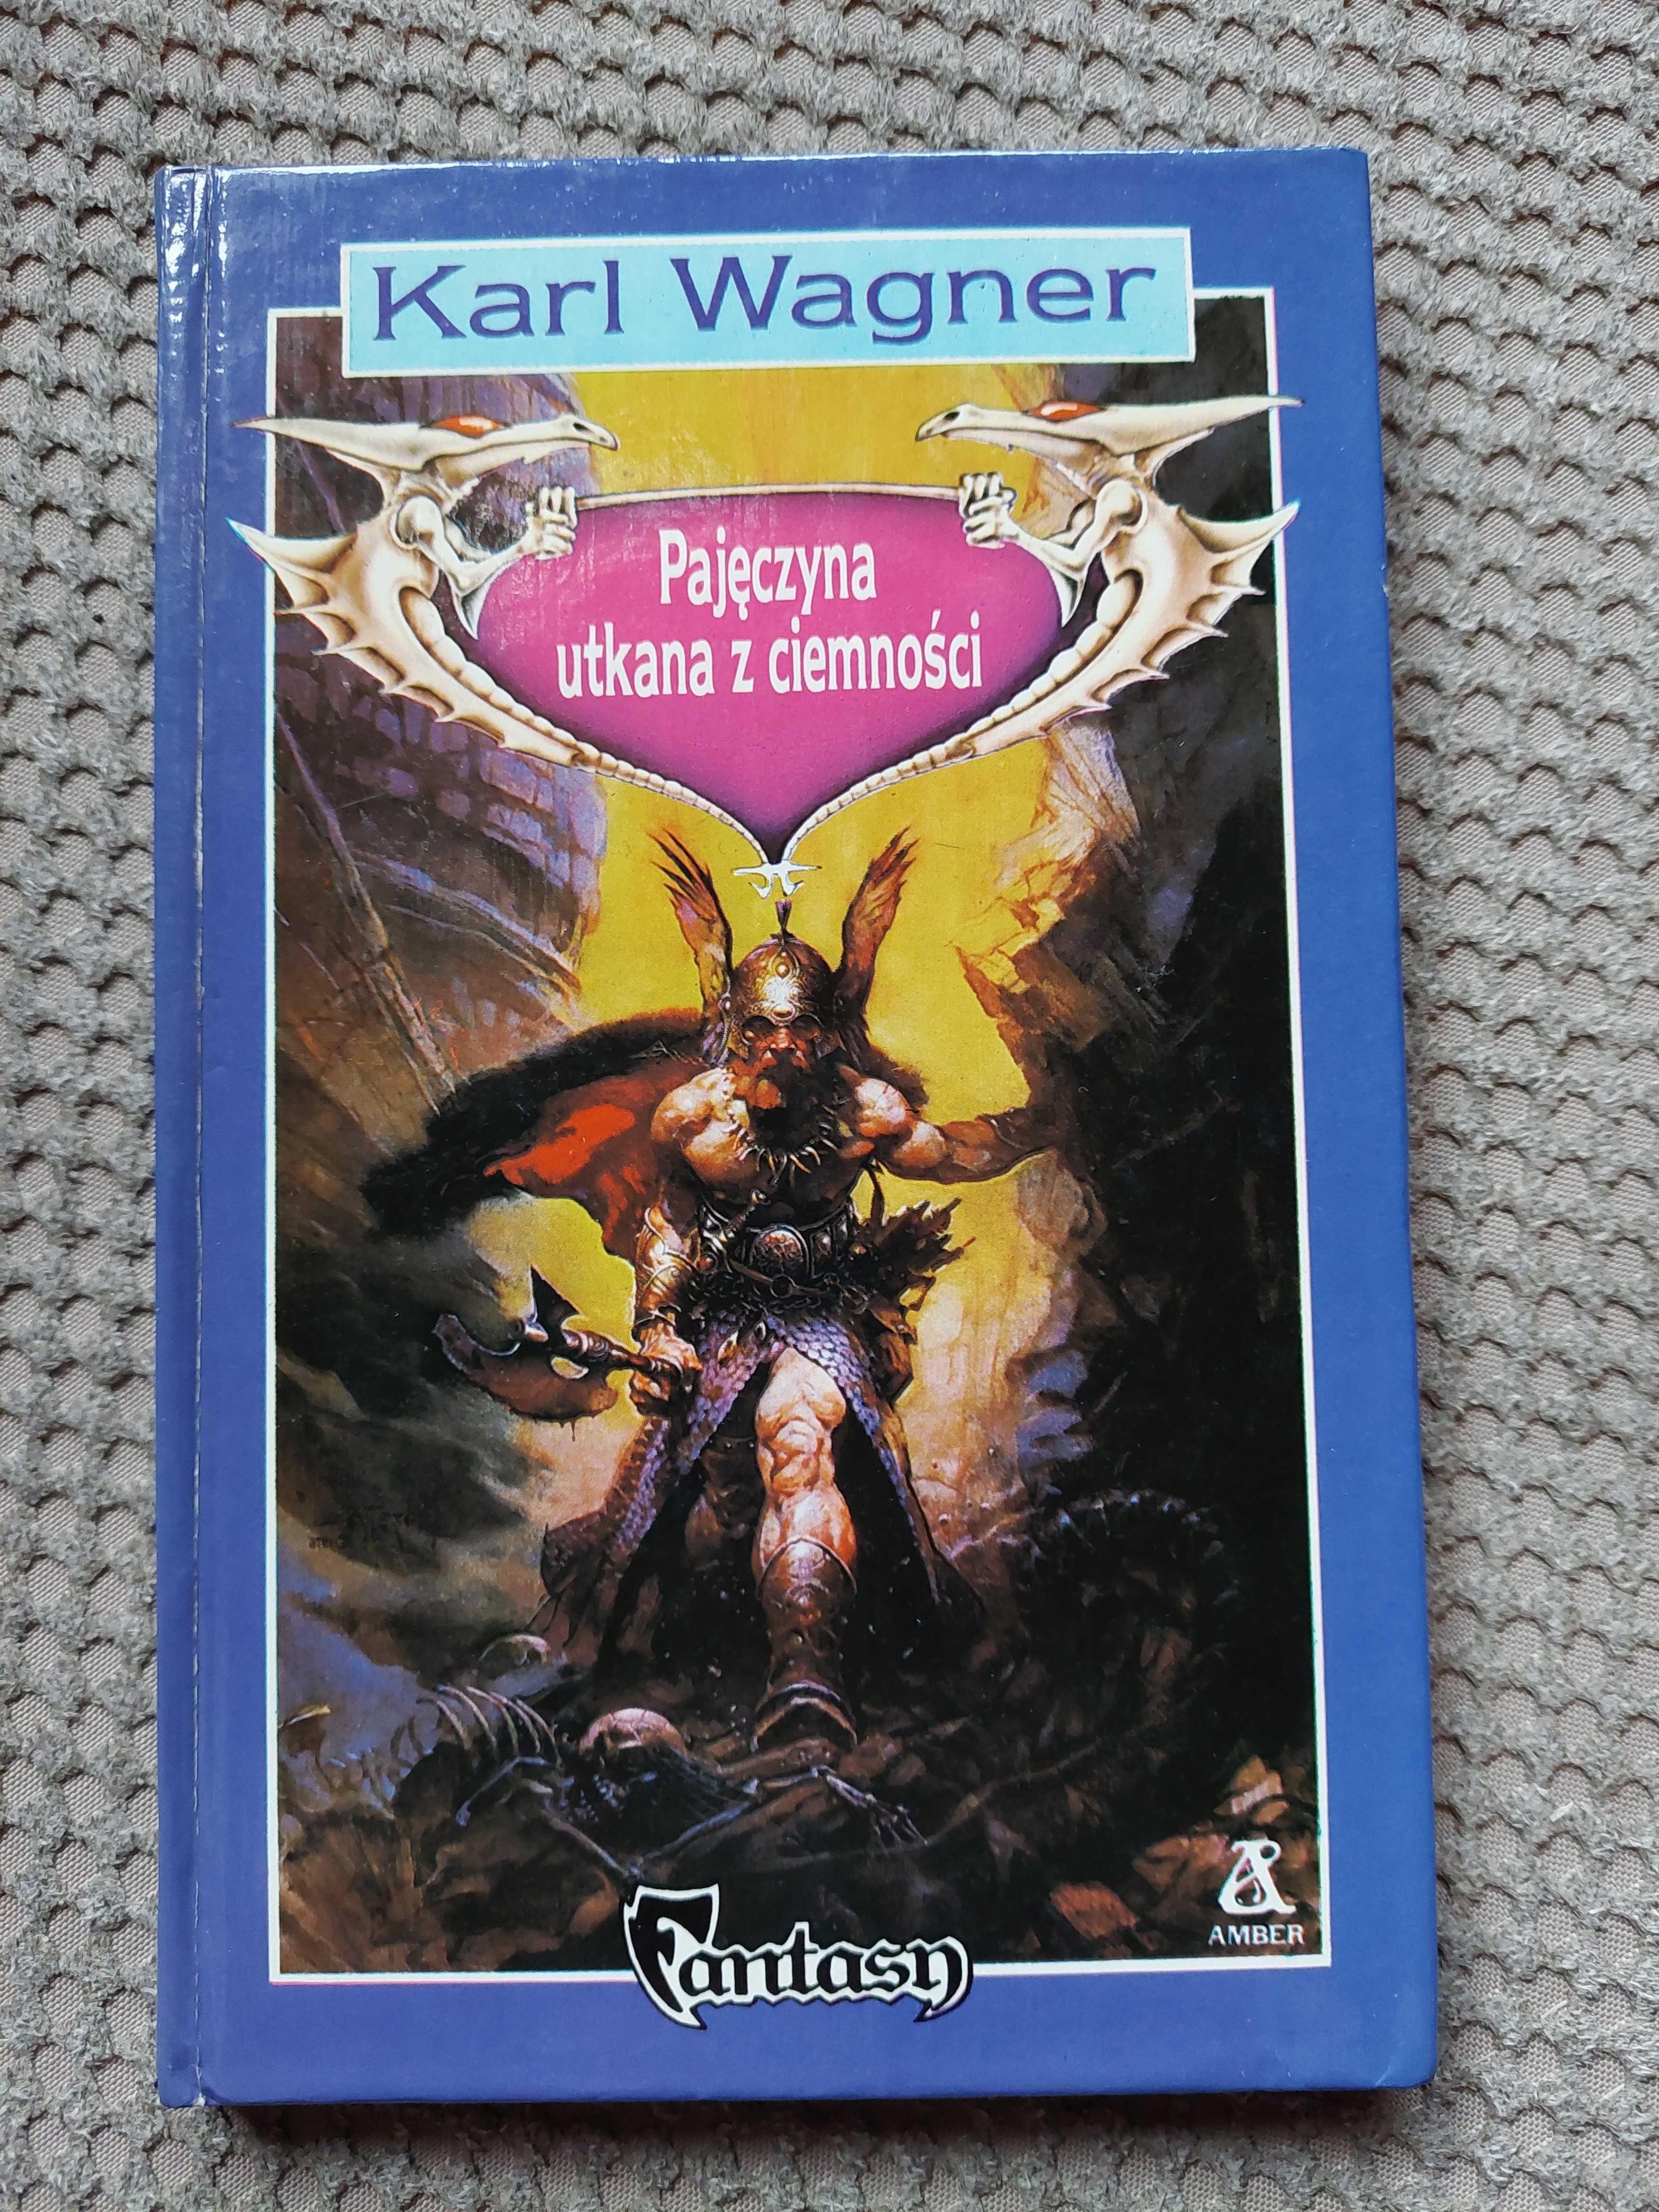 Karl Wagner
Pajęczyna
utkana z ciemności
Fantasy
AMBER